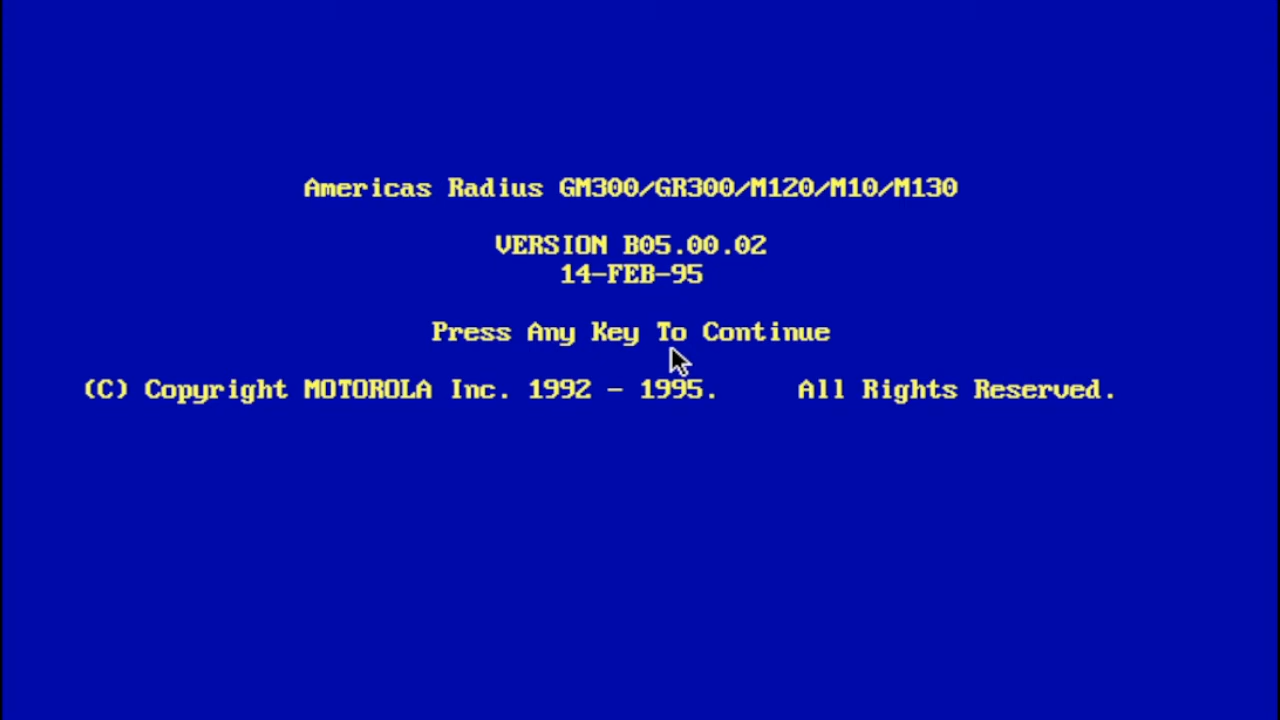 Americas Radius GM300/GR300/M120/M10/M130
VERSION B05.00.02
14-FEB-95
Press Any Key To Continue
(C) Copyright MOTOROLA Inc. 1992 - 1995.     All Rights Reserved.